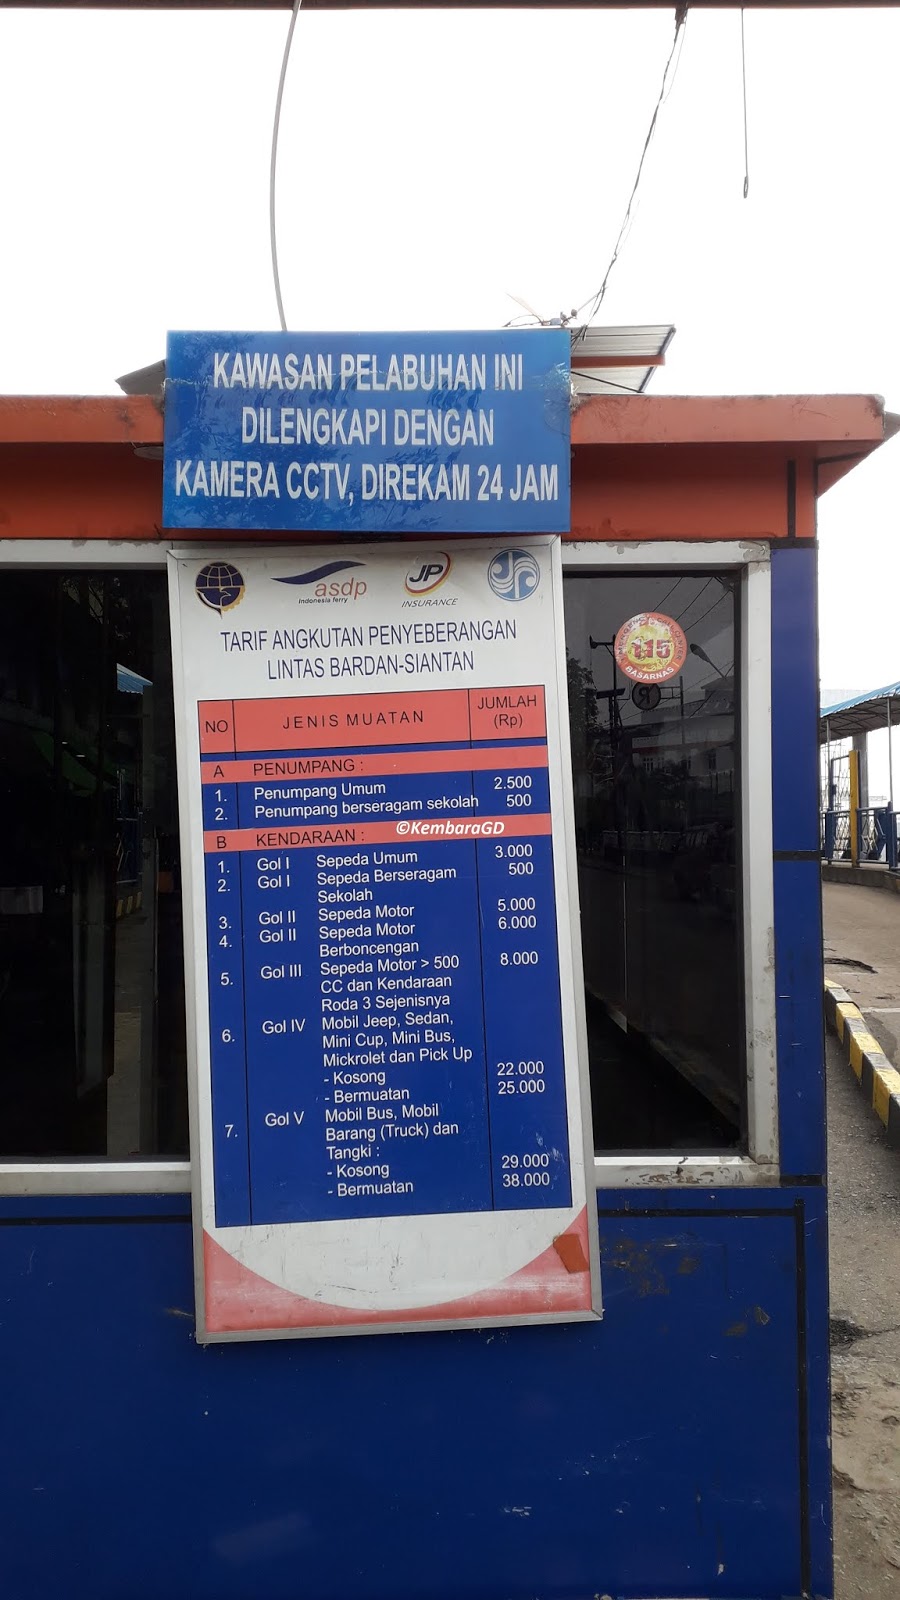 KAWASAN PELABUHAN INI
DILENGKAPI DENGAN
KAMERA CCTV, DIREKAM 24 JAM
asdp
Indonesia ferry
JP
INSURANCE
TARIF ANGKUTAN PENYEBERANGAN
LINTAS BARDAN-SIANTAN
NO JENIS MUATAN JUMLAH (Rp)
A PENUMPANG :
1. Penumpang Umum 2.500
2. Penumpang berseragam sekolah 500
©KembaraGD
B KENDARAAN :
1. Gol I Sepeda Umum 3.000
2. Gol I Sepeda Berseragam 500
Sekolah
3. Gol II Sepeda Motor 5.000
4. Gol II Sepeda Motor 6.000
Berboncengan
5. Gol III Sepeda Motor > 500 8.000
CC dan Kendaraan
Roda 3 Sejenisnya
6. Gol IV Mobil Jeep, Sedan,
Mini Cup, Mini Bus,
Mickrolet dan Pick Up
- Kosong 22.000
- Bermuatan 25.000
7. Gol V Mobil Bus, Mobil
Barang (Truck) dan
Tangki :
- Kosong 29.000
- Bermuatan 38.000
115
BASARNAS